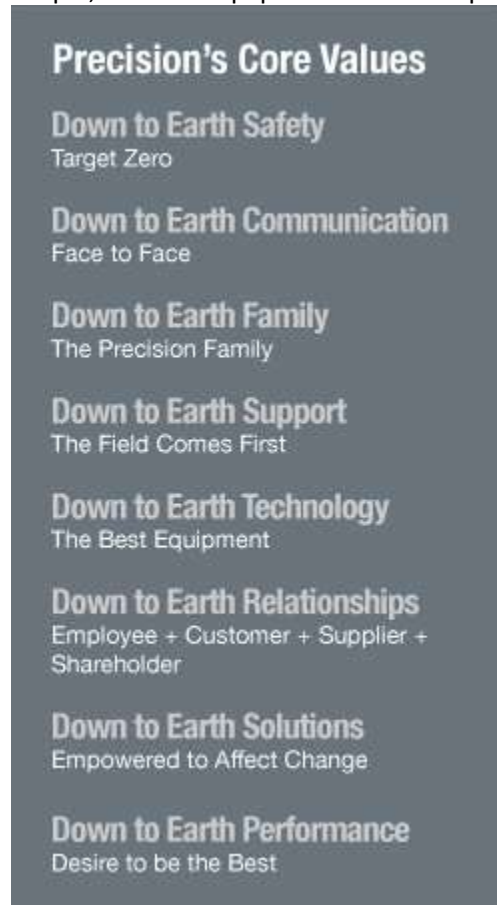 Precision's Core Values
Down to Earth Safety
Target Zero
Down to Earth Communication
Face to Face
Down to Earth Family
The Precision Family
Down to Earth Support
The Field Comes First
Down to Earth Technology
The Best Equipment
Down to Earth Relationships
Employee + Customer + Supplier +
Shareholder
Down to Earth Solutions
Empowered to Affect Change
Down to Earth Performance
Desire to be the Best